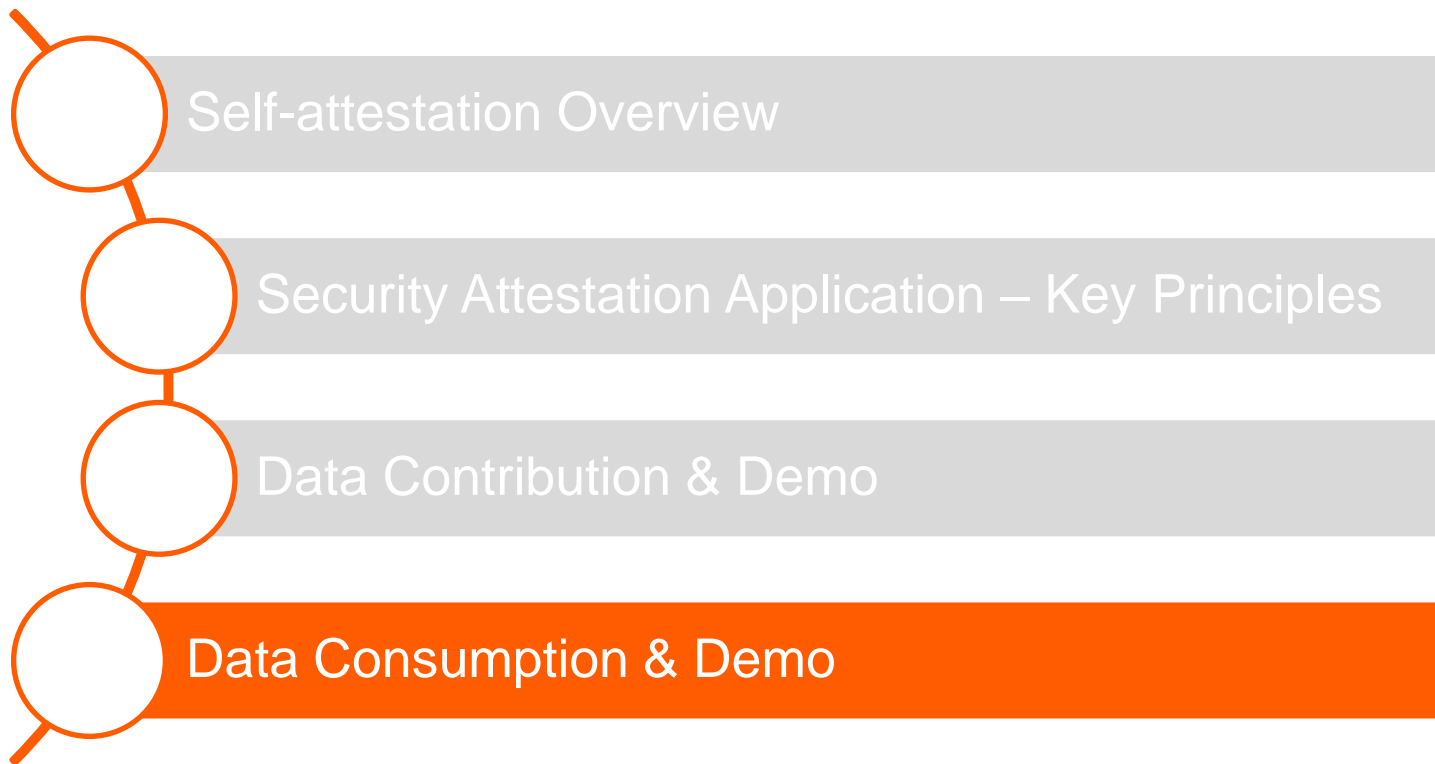 Self-attestation Overview
Security Attestation Application – Key Principles
Data Contribution & Demo
Data Consumption & Demo